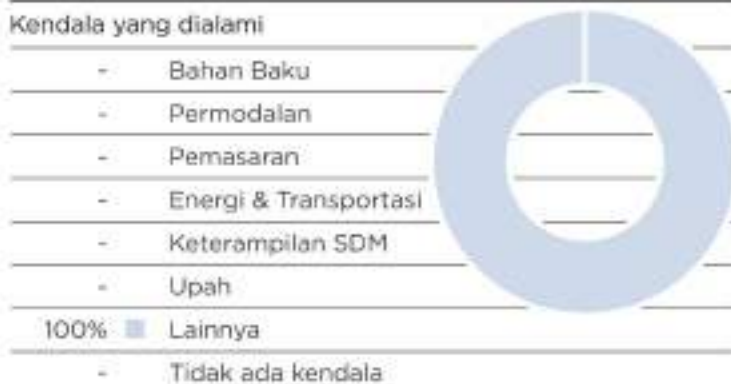 Kendala yang dialami
- Bahan Baku
- Permodalan
- Pemasaran
- Energi & Transportasi
- Keterampilan SDM
- Upah
100% Lainnya
- Tidak ada kendala